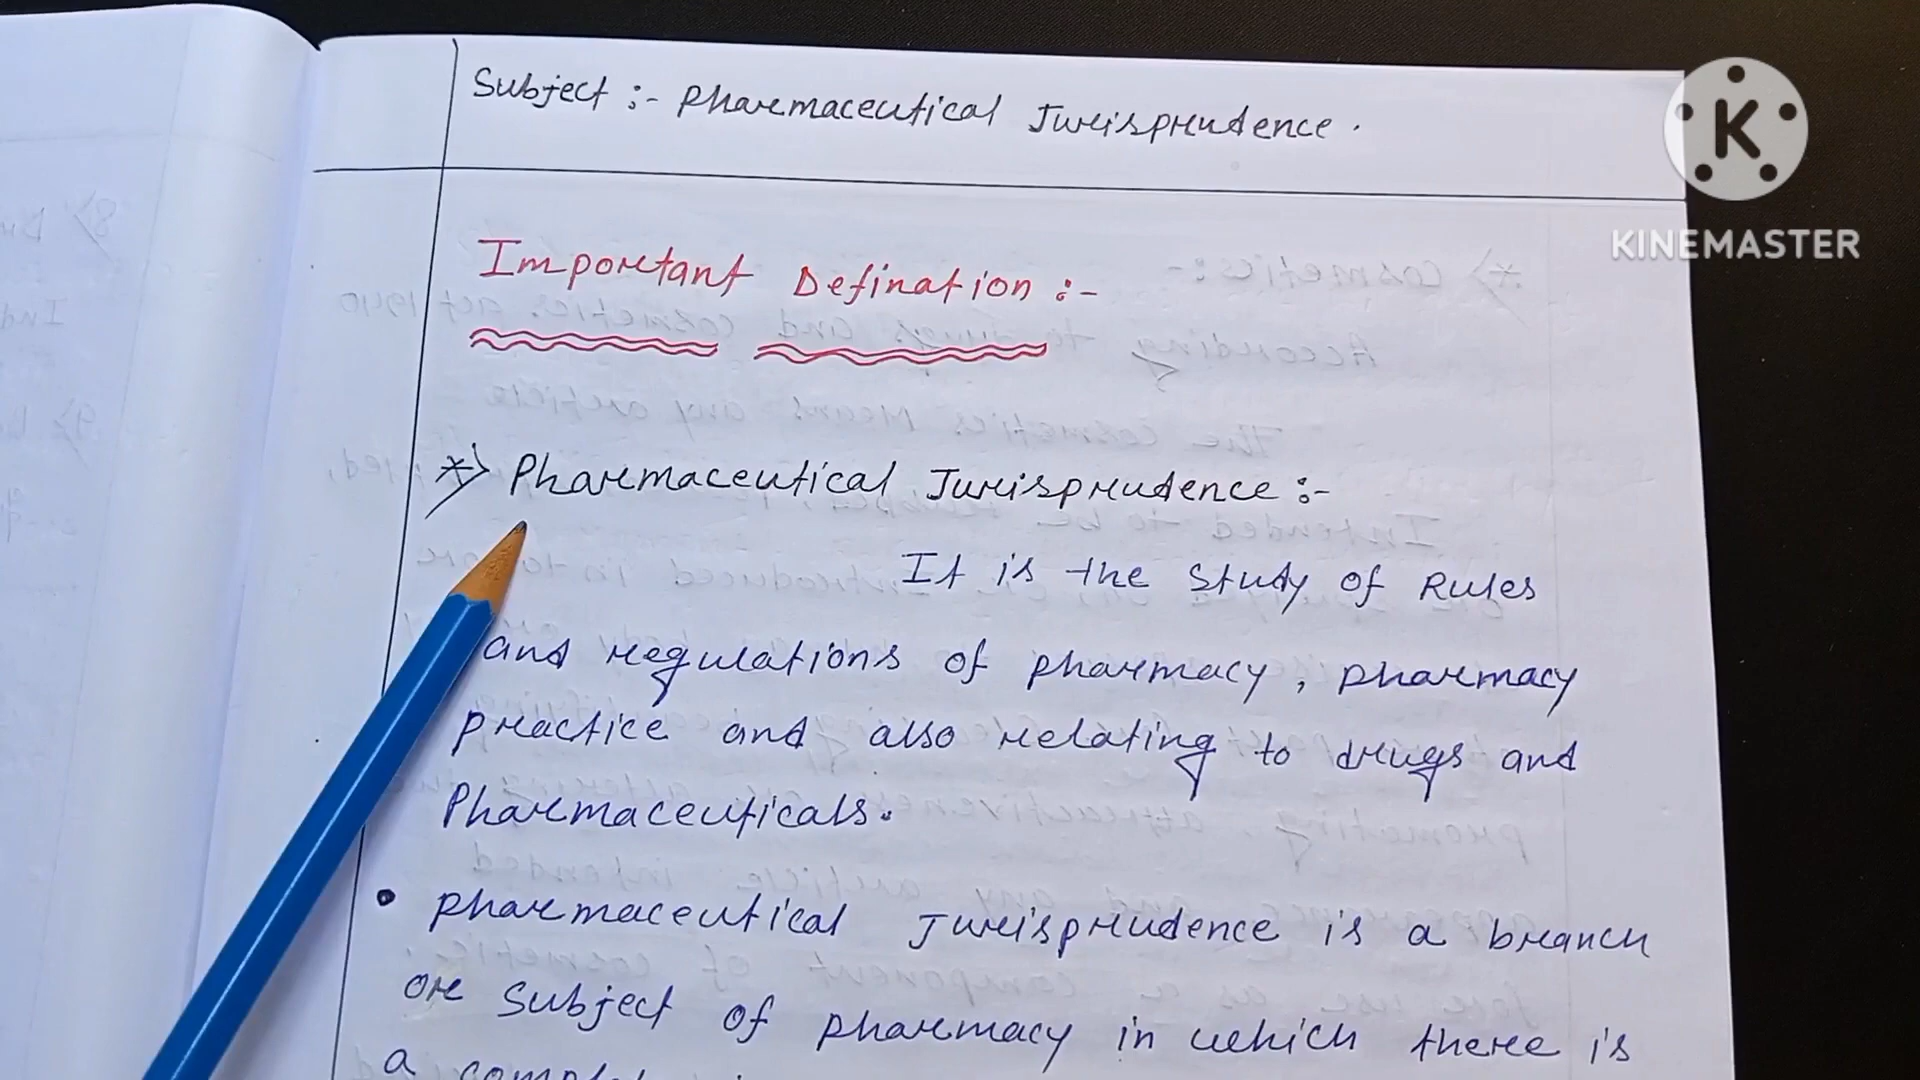 Subject :- Pharmaceutical Jurisprudence.
K
KINEMASTER
Important Defination :-
*> Pharmaceutical Jurisprudence :-
It is the study of Rules
and regulations of pharmacy, pharmacy
practice and also relating to drugs and
Pharmaceuticals.
• pharmaceutical Jurisprudence is a branch
or subject of pharmacy in which there is
a